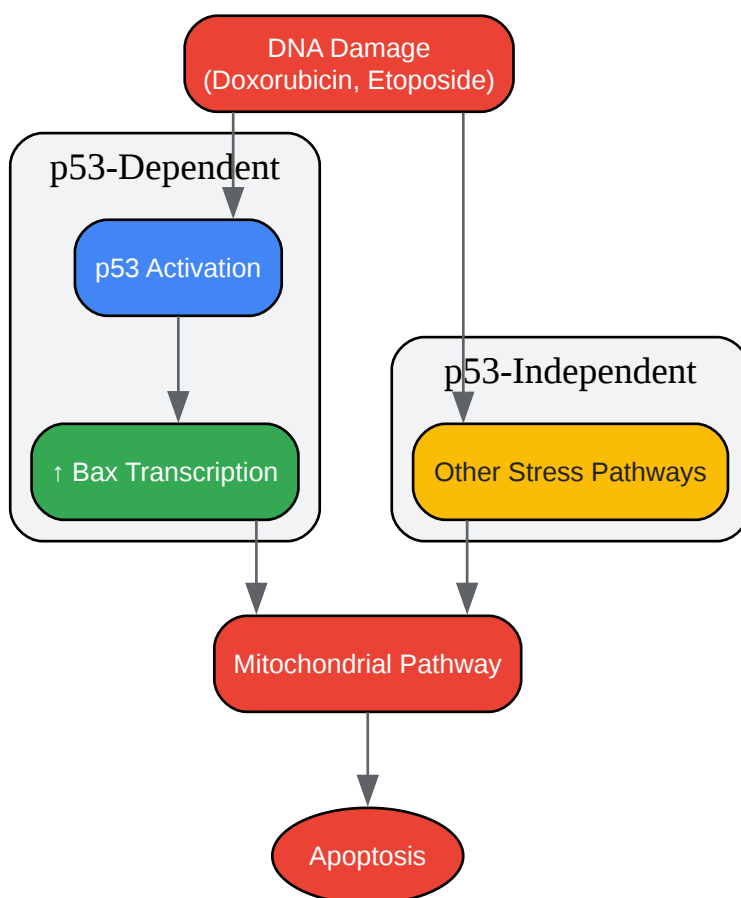 DNA Damage
(Doxorubicin, Etoposide)
p53-Dependent
p53 Activation
p53-Independent
↑ Bax Transcription
Other Stress Pathways
Mitochondrial Pathway
Apoptosis